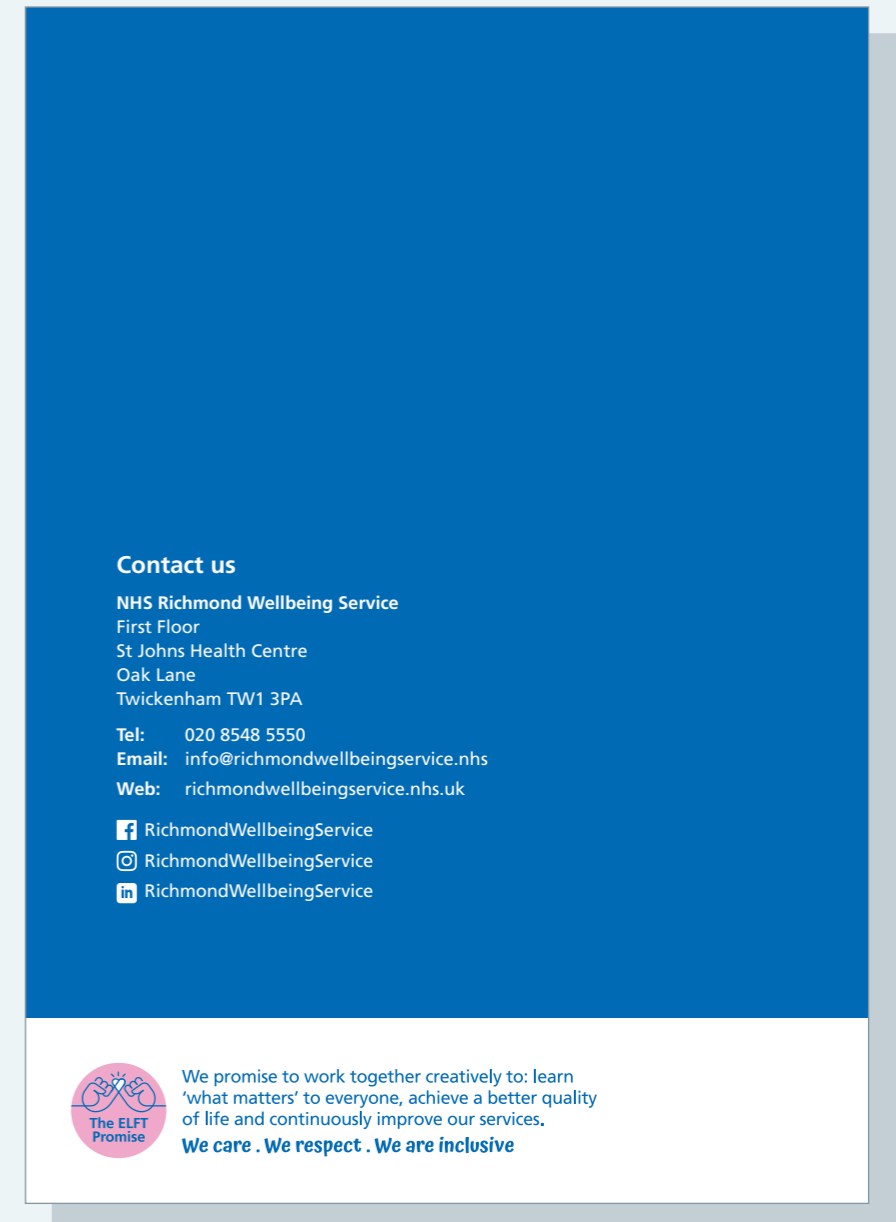 Contact us
NHS Richmond Wellbeing Service
First Floor
St Johns Health Centre
Oak Lane
Twickenham TW1 3PA
Tel: 020 8548 5550
Email: info@richmondwellbeingservice.nhs
Web: richmondwellbeingservice.nhs.uk
RichmondWellbeingService
RichmondWellbeingService
in RichmondWellbeingService
The ELFT
Promise
We promise to work together creatively to: learn
‘what matters’ to everyone, achieve a better quality
of life and continuously improve our services.
We care . We respect . We are inclusive